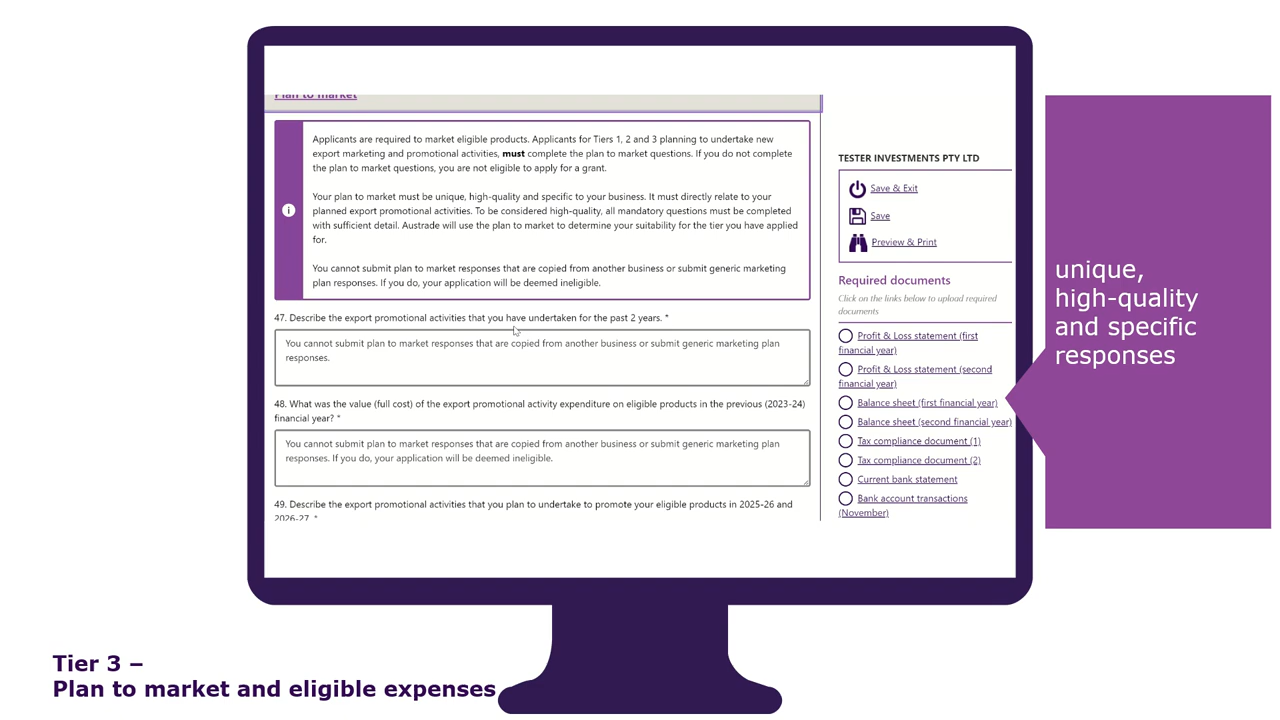 Plan to market
Applicants are required to market eligible products. Applicants for Tiers 1, 2 and 3 planning to undertake new
export marketing and promotional activities, must complete the plan to market questions. If you do not complete
the plan to market questions, you are not eligible to apply for a grant.
Your plan to market must be unique, high-quality and specific to your business. It must directly relate to your
planned export promotional activities. To be considered high-quality, all mandatory questions must be completed
with sufficient detail. Austrade will use the plan to market to determine your suitability for the tier you have applied
for.
You cannot submit plan to market responses that are copied from another business or submit generic marketing
plan responses. If you do, your application will be deemed ineligible.
47. Describe the export promotional activities that you have undertaken for the past 2 years. *
You cannot submit plan to market responses that are copied from another business or submit generic marketing plan
responses.
48. What was the value (full cost) of the export promotional activity expenditure on eligible products in the previous (2023-24)
financial year? *
You cannot submit plan to market responses that are copied from another business or submit generic marketing plan
responses. If you do, your application will be deemed ineligible.
49. Describe the export promotional activities that you plan to undertake to promote your eligible products in 2025-26 and
2026-27. *
TESTER INVESTMENTS PTY LTD
Save & Exit
Save
Preview & Print
Required documents
Click on the links below to upload required
documents
Profit & Loss statement (first
financial year)
Profit & Loss statement (second
financial year)
Balance sheet (first financial year)
Balance sheet (second financial year)
Tax compliance document (1)
Tax compliance document (2)
Current bank statement
Bank account transactions
(November)
unique,
high-quality
and specific
responses
Tier 3 –
Plan to market and eligible expenses